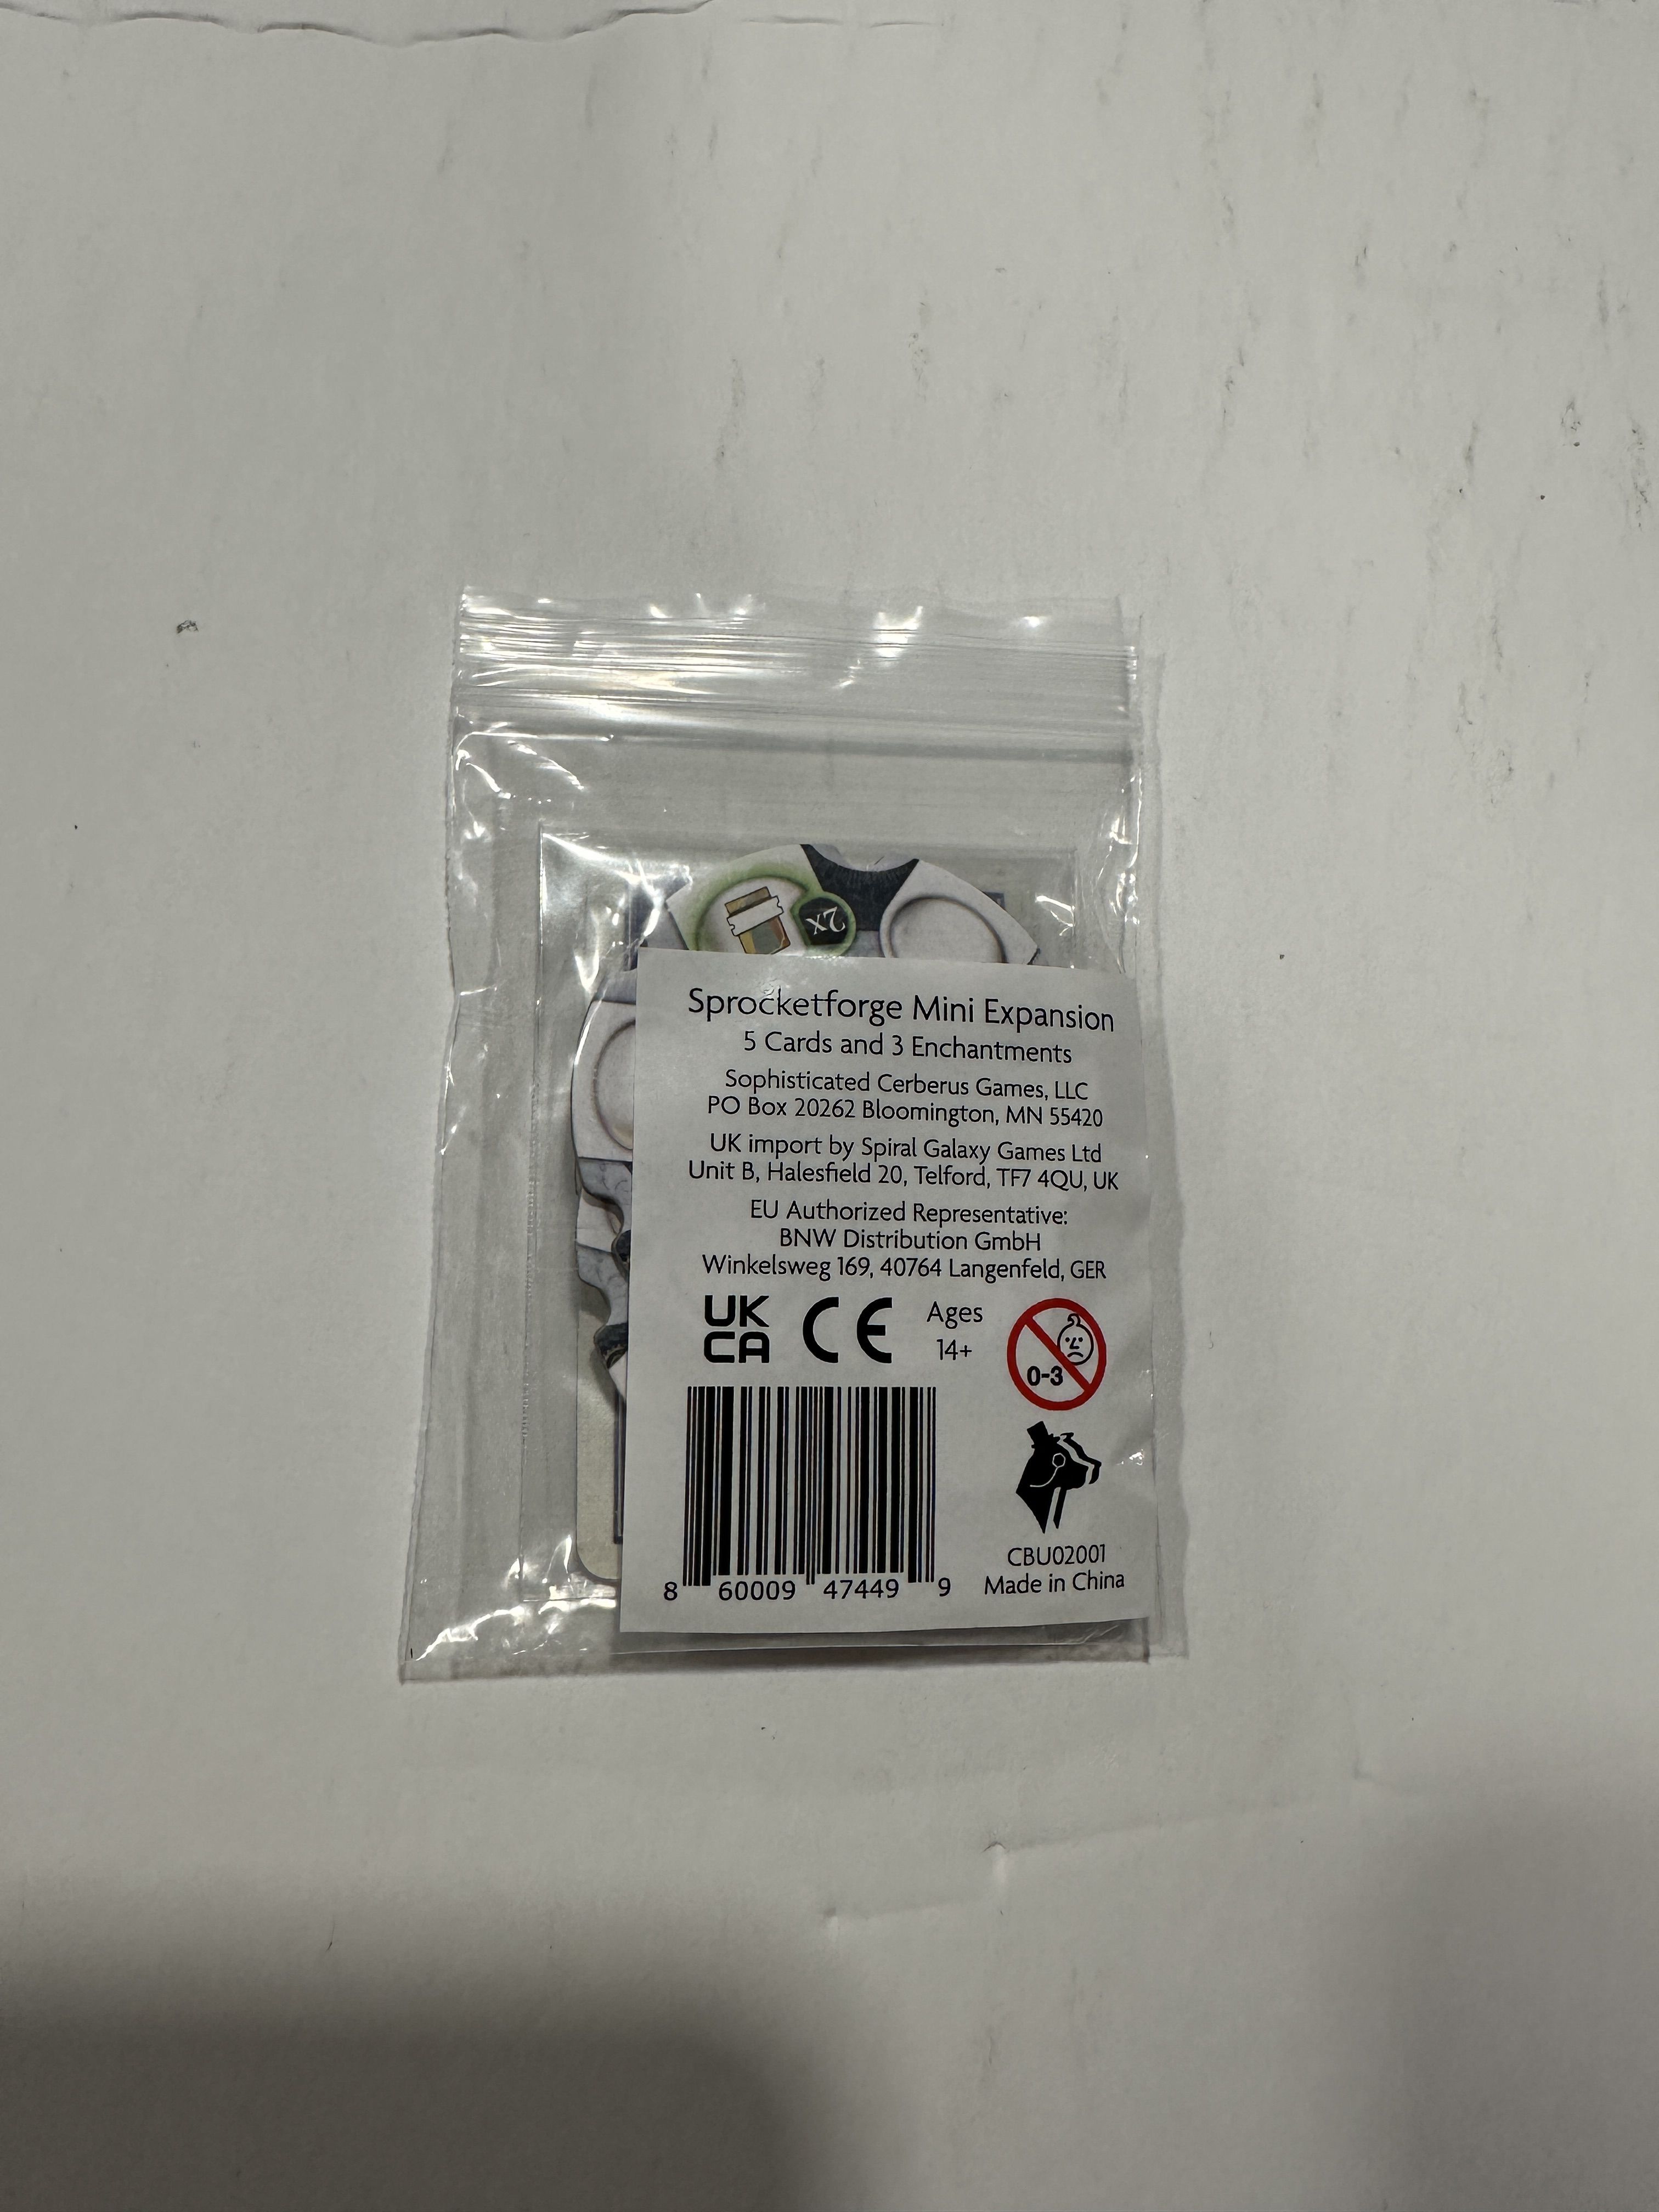 2x
Sprocketforge Mini Expansion
5 Cards and 3 Enchantments
Sophisticated Cerberus Games, LLC
PO Box 20262 Bloomington, MN 55420
UK import by Spiral Galaxy Games Ltd
Unit B, Halesfield 20, Telford, TF7 4QU, UK
EU Authorized Representative:
BNW Distribution GmbH
Winkelsweg 169, 40764 Langenfeld, GER
UK
CA
CE
Ages
14+
0-3
8 60009 47449 9
CBU02001
Made in China